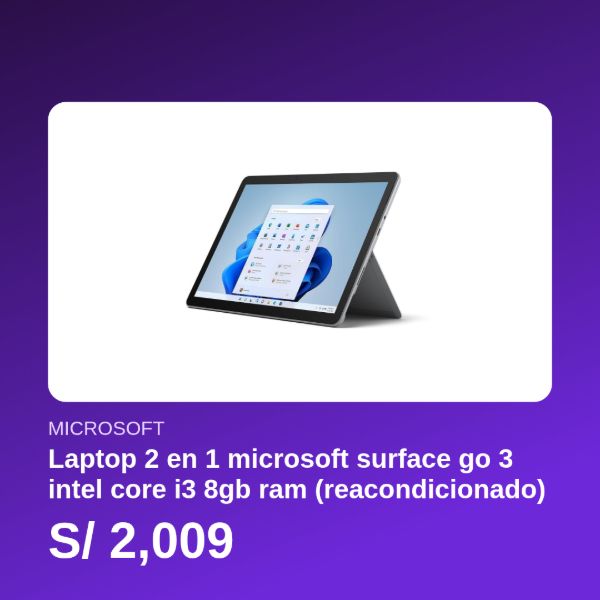 MICROSOFT
Laptop 2 en 1 microsoft surface go 3
intel core i3 8gb ram (reacondicionado)
S/ 2,009